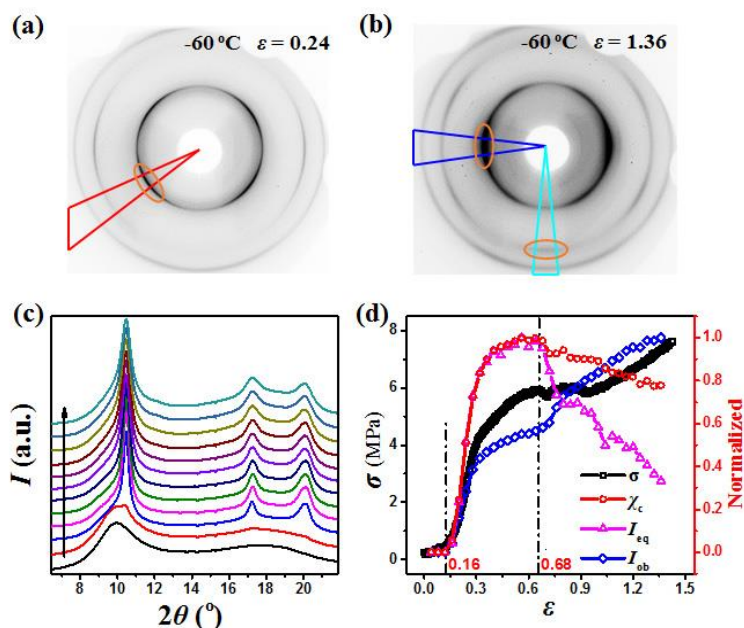 (a)
-60 °C ε = 0.24
(b)
-60 °C ε = 1.36
(c)
I (a.u.)
8 10 12 14 16 18 20
2θ (°)
(d)
σ (MPa)
8
6
4
2
0
0.0 0.3 0.6 0.9 1.2 1.5
ε
0.16
0.68
σ
χc
Ieq
Iob
1.0
0.8
0.6
0.4
0.2
0.0
Normalized